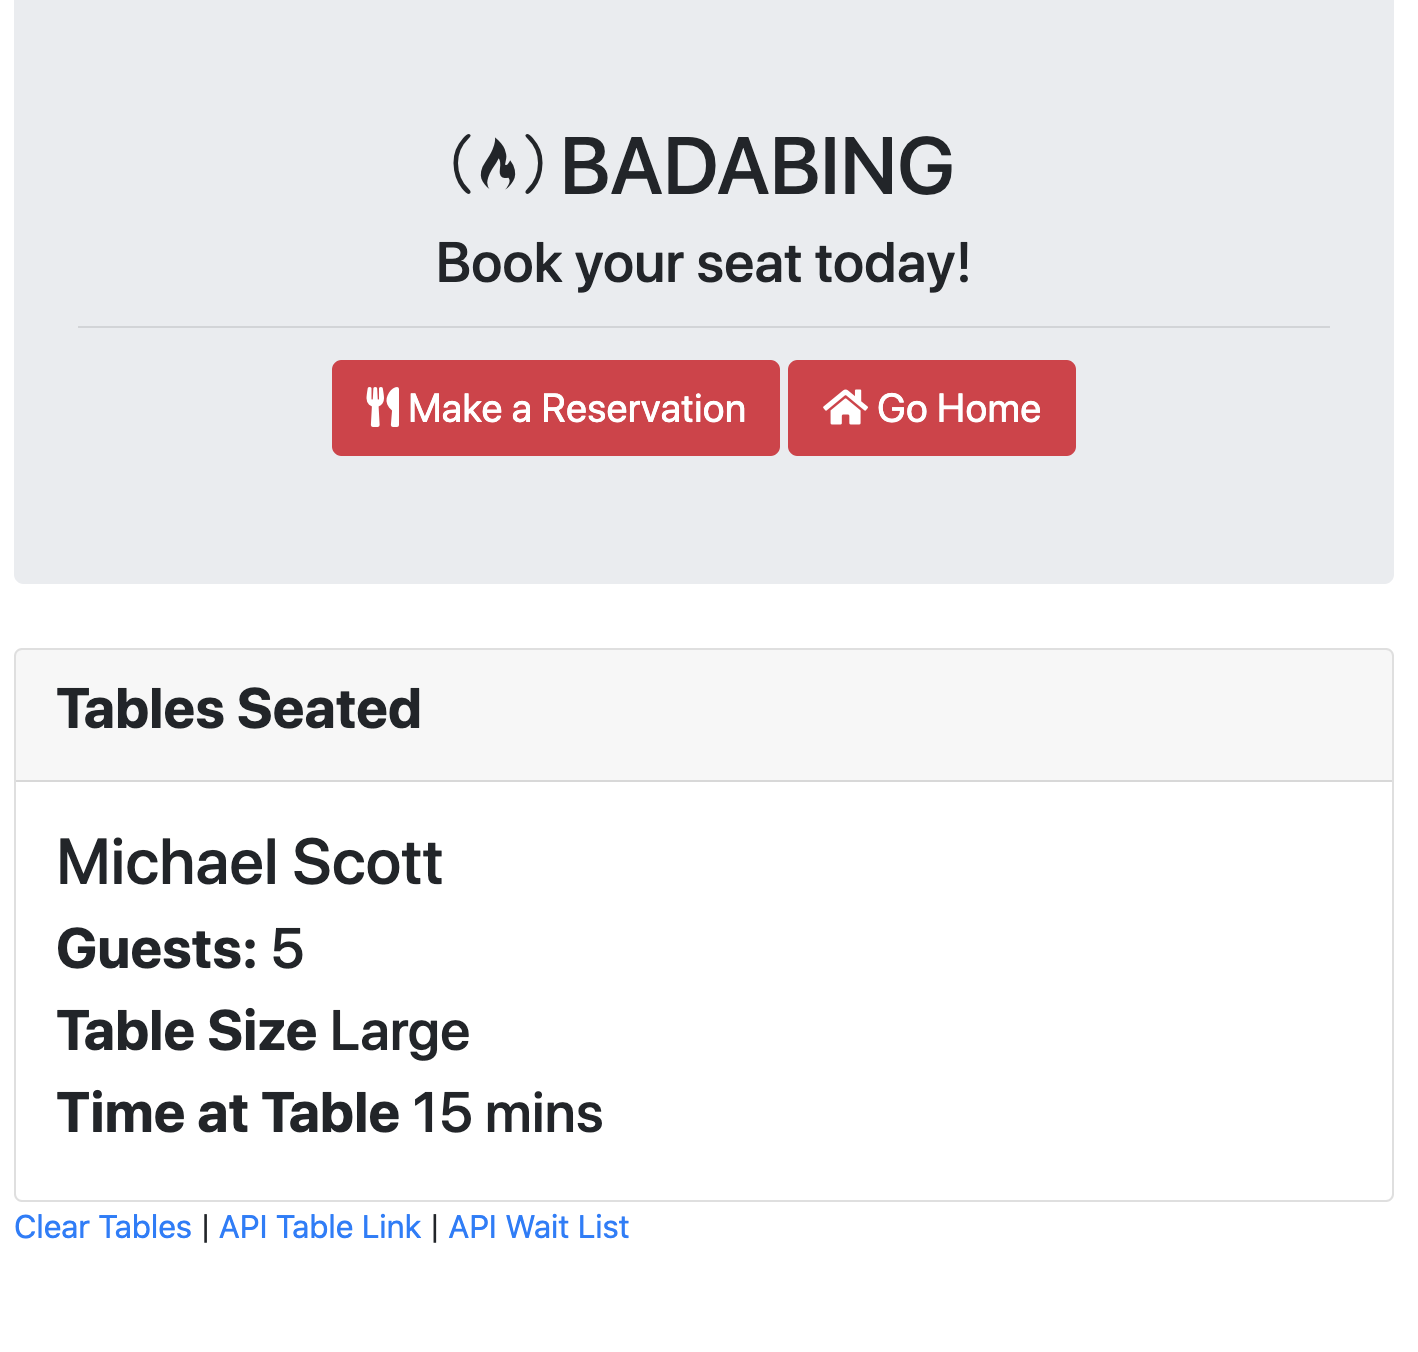 BADABING
Book your seat today!
Make a Reservation Go Home
Tables Seated
Michael Scott
Guests: 5
Table Size Large
Time at Table 15 mins
Clear Tables | API Table Link | API Wait List